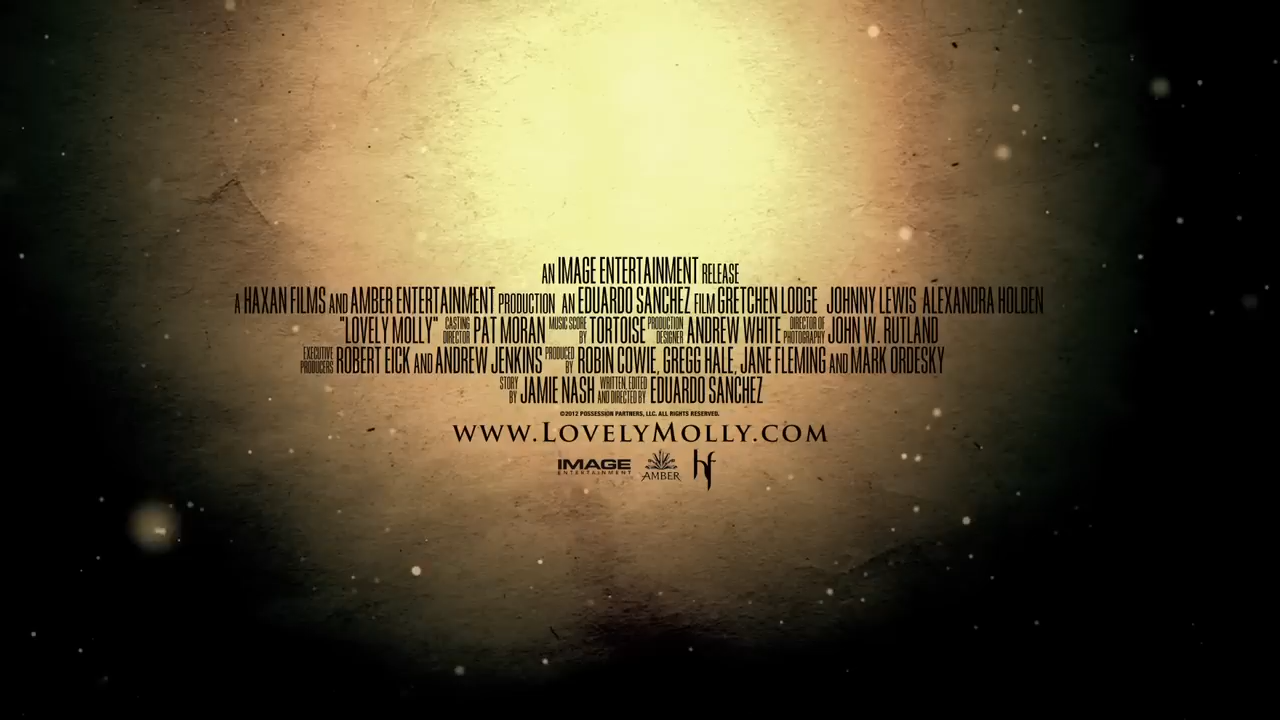 AN IMAGE ENTERTAINMENT RELEASE
A HAXAN FILMS AND AMBER ENTERTAINMENT PRODUCTION AN EDUARDO SANCHEZ FILM GRETCHEN LODGE JOHNNY LEWIS ALEXANDRA HOLDEN
"LOVELY MOLLY" CASTING DIRECTOR PAT MORAN MUSIC SCORE BY TORTOISE PRODUCTION DESIGNER ANDREW WHITE DIRECTOR OF PHOTOGRAPHY JOHN W. RUTLAND
EXECUTIVE PRODUCERS ROBERT EICK AND ANDREW JENKINS PRODUCED BY ROBIN COWIE, GREGG HALE, JANE FLEMING AND MARK ORDESKY
STORY BY JAMIE NASH WRITTEN, EDITED AND DIRECTED BY EDUARDO SANCHEZ
©2012 POSSESSION PARTNERS, LLC. ALL RIGHTS RESERVED.
WWW.LOVELYMOLLY.COM
IMAGE ENTERTAINMENT AMBER hf